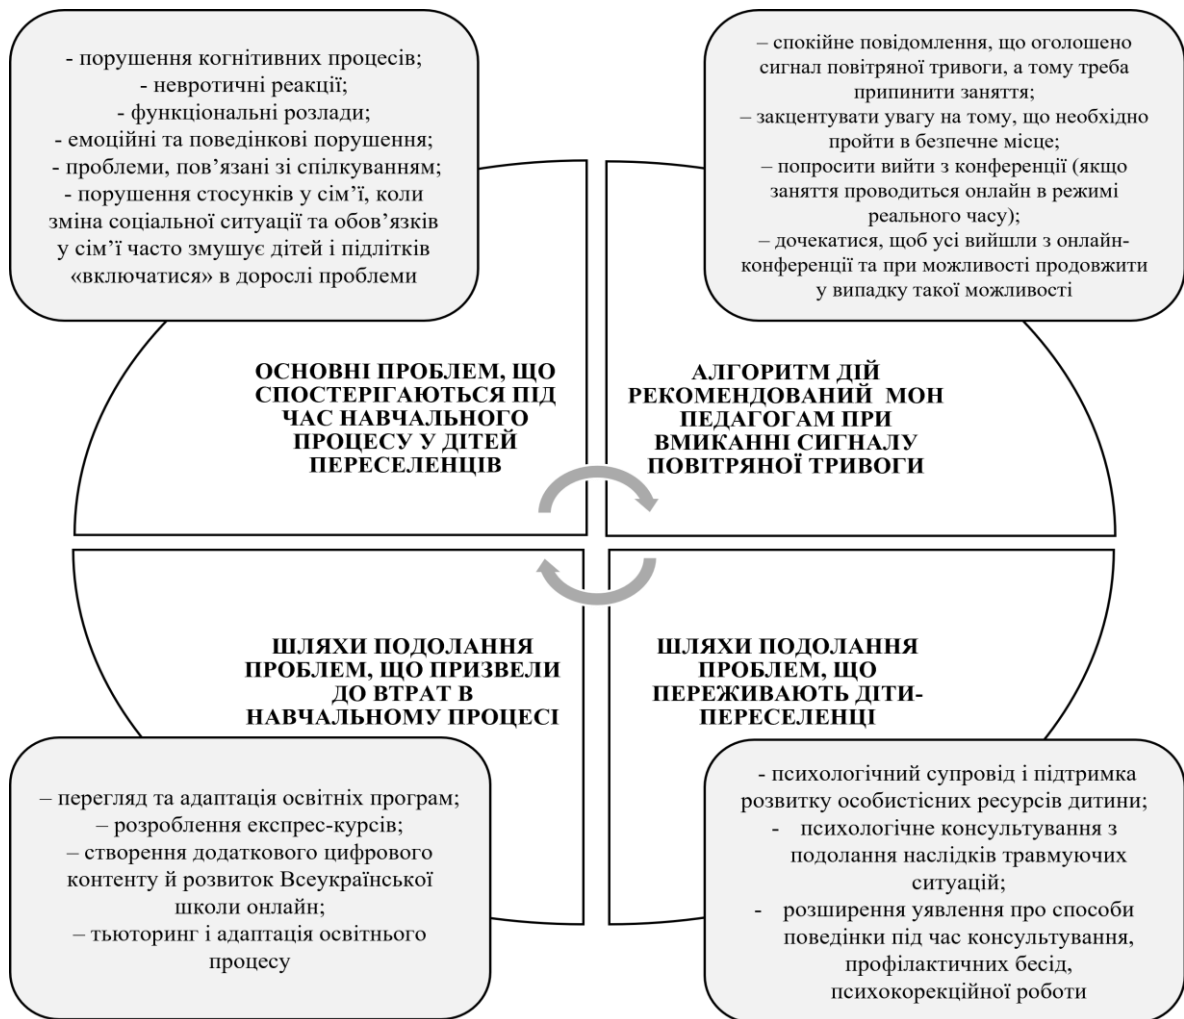 - порушення когнітивних процесів;
- невротичні реакції;
- функціональні розлади;
- емоційні та поведінкові порушення;
- проблеми, пов’язані зі спілкуванням;
- порушення стосунків у сім’ї, коли
зміна соціальної ситуації та обов’язків
у сім’ї часто змушує дітей і підлітків
«включатися» в дорослі проблеми
– спокійне повідомлення, що оголошено
сигнал повітряної тривоги, а тому треба
припинити заняття;
– закцентувати увагу на тому, що необхідно
пройти в безпечне місце;
– попросити вийти з конференції (якщо
заняття проводиться онлайн в режимі
реального часу);
– дочекатися, щоб усі вийшли з онлайн-
конференції та при можливості продовжити
у випадку такої можливості
ОСНОВНІ ПРОБЛЕМ, ЩО
СПОСТЕРІГАЮТЬСЯ ПІД
ЧАС НАВЧАЛЬНОГО
ПРОЦЕСУ У ДІТЕЙ
ПЕРЕСЕЛЕНЦІВ
АЛГОРИТМ ДІЙ
РЕКОМЕНДОВАНИЙ МОН
ПЕДАГОГАМ ПРИ
ВМИКАННІ СИГНАЛУ
ПОВІТРЯНОЇ ТРИВОГИ
ШЛЯХИ ПОДОЛАННЯ
ПРОБЛЕМ, ЩО ПРИЗВЕЛИ
ДО ВТРАТ В
НАВЧАЛЬНОМУ ПРОЦЕСІ
ШЛЯХИ ПОДОЛАННЯ
ПРОБЛЕМ, ЩО
ПЕРЕЖИВАЮТЬ ДІТИ-
ПЕРЕСЕЛЕНЦІ
– перегляд та адаптація освітніх програм;
– розроблення експрес-курсів;
– створення додаткового цифрового
контенту й розвиток Всеукраїнської
школи онлайн;
– тьюторинг і адаптація освітнього
процесу
- психологічний супровід і підтримка
розвитку особистісних ресурсів дитини;
- психологічне консультування з
подолання наслідків травмуючих
ситуацій;
- розширення уявлення про способи
поведінки під час консультування,
профілактичних бесід,
психокорекційної роботи